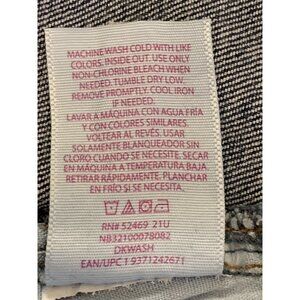 MACHINE WASH COLD WITH LIKE
COLORS. INSIDE OUT. USE ONLY
NON-CHLORINE BLEACH WHEN
NEEDED. TUMBLE DRY LOW.
REMOVE PROMPTLY. COOL IRON
IF NEEDED.
LAVAR A MÁQUINA CON AGUA FRÍA
Y CON COLORES SIMILARES.
VOLTEAR AL REVÉS. USAR
SOLAMENTE BLANQUEADOR SIN
CLORO CUANDO SE NECESITE. SECAR
EN MÁQUINA A TEMPERATURA BAJA.
RETIRAR RÁPIDAMENTE. PLANCHAR
EN FRÍO SI SE NECESITA.
RN# 52469 21U
NB32100078082
DKWASH
EAN/UPC 1 9371242671